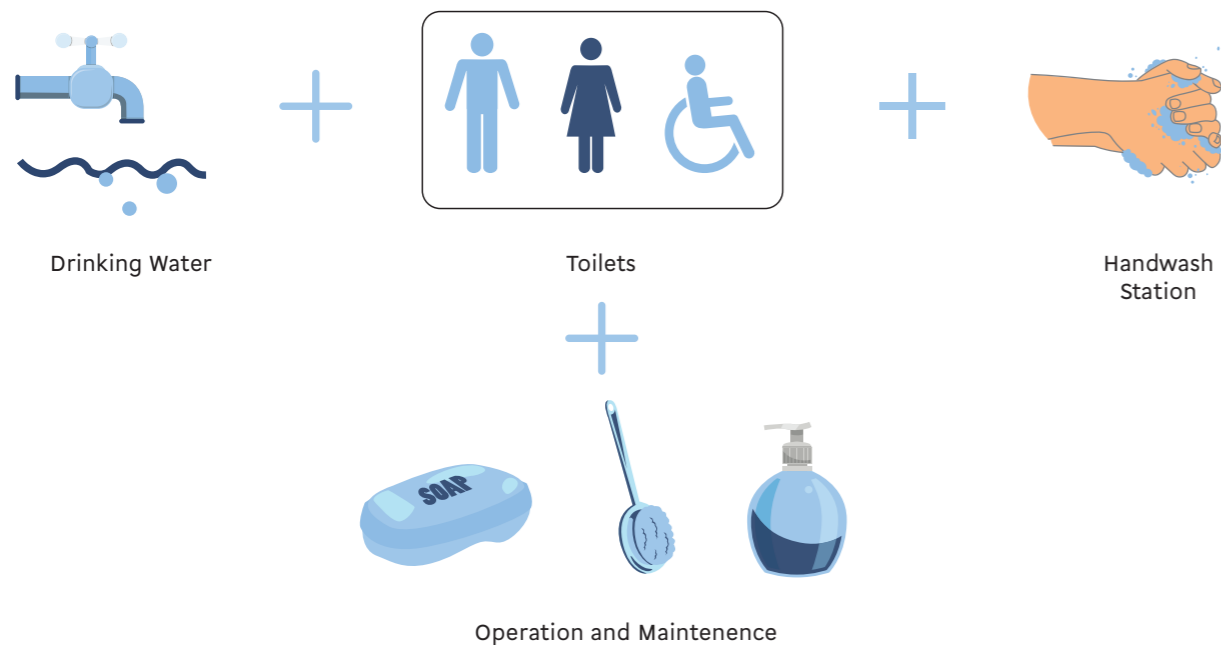 Drinking Water
Toilets
Handwash
Station
SOAP
Operation and Maintenence